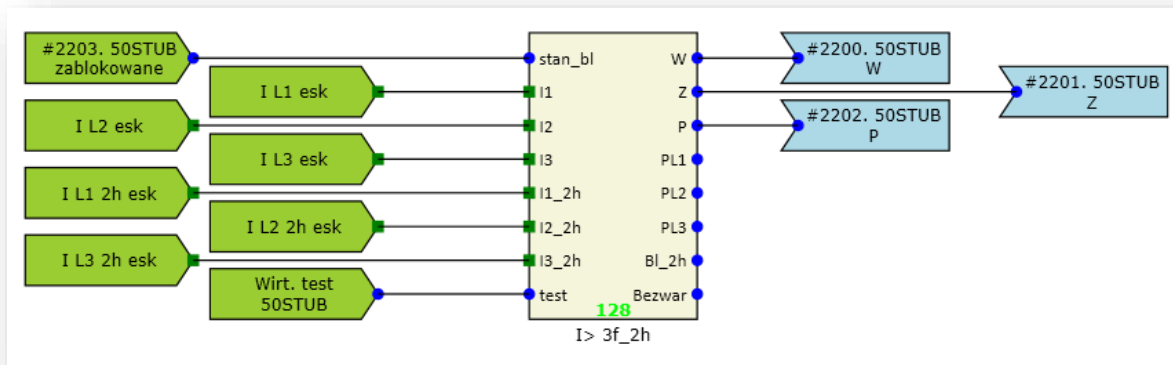 #2203. 50STUB
zablokowane
I L1 esk
I L2 esk
I L3 esk
I L1 2h esk
I L2 2h esk
I L3 2h esk
Wirt. test
50STUB
stan_bl
I1
I2
I3
I1_2h
I2_2h
I3_2h
test
W
Z
P
PL1
PL2
PL3
Bl_2h
Bezwar
128
I> 3f_2h
#2200. 50STUB
W
#2201. 50STUB
Z
#2202. 50STUB
P